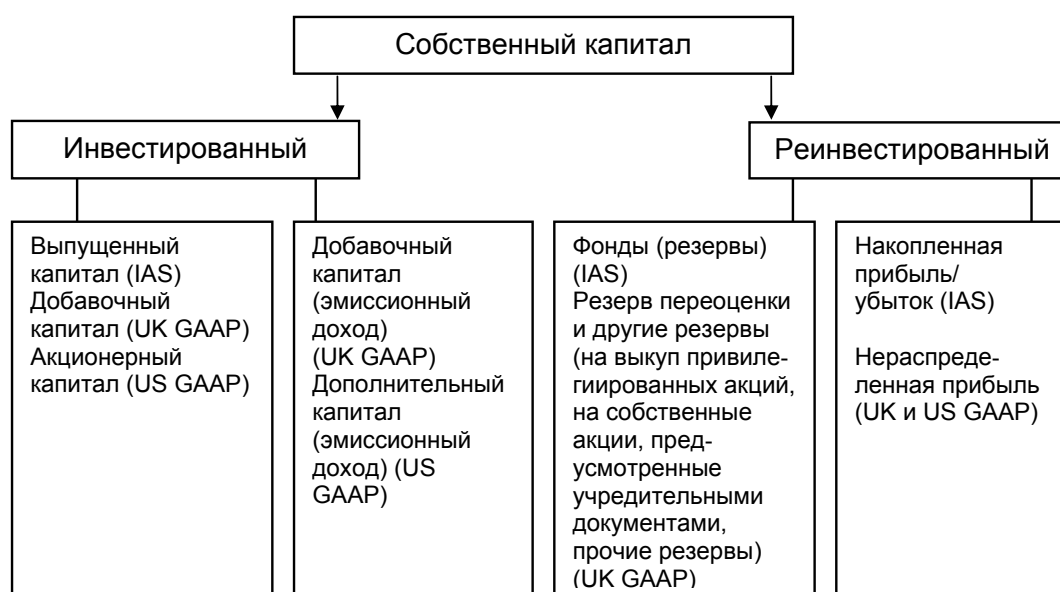 Собственный капитал
Инвестированный
Реинвестированный
Выпущенный
капитал (IAS)
Добавочный
капитал (UK GAAP)
Акционерный
капитал (US GAAP)
Добавочный
капитал
(эмиссионный
доход)
(UK GAAP)
Дополнительный
капитал
(эмиссионный
доход) (US
GAAP)
Фонды (резервы)
(IAS)
Резерв переоценки
и другие резервы
(на выкуп привиле-
гиированных акций,
на собственные
акции, пред-
усмотренные
учредительными
документами,
прочие резервы)
(UK GAAP)
Накопленная
прибыль/
убыток (IAS)
Нераспреде-
ленная прибыль
(UK и US GAAP)